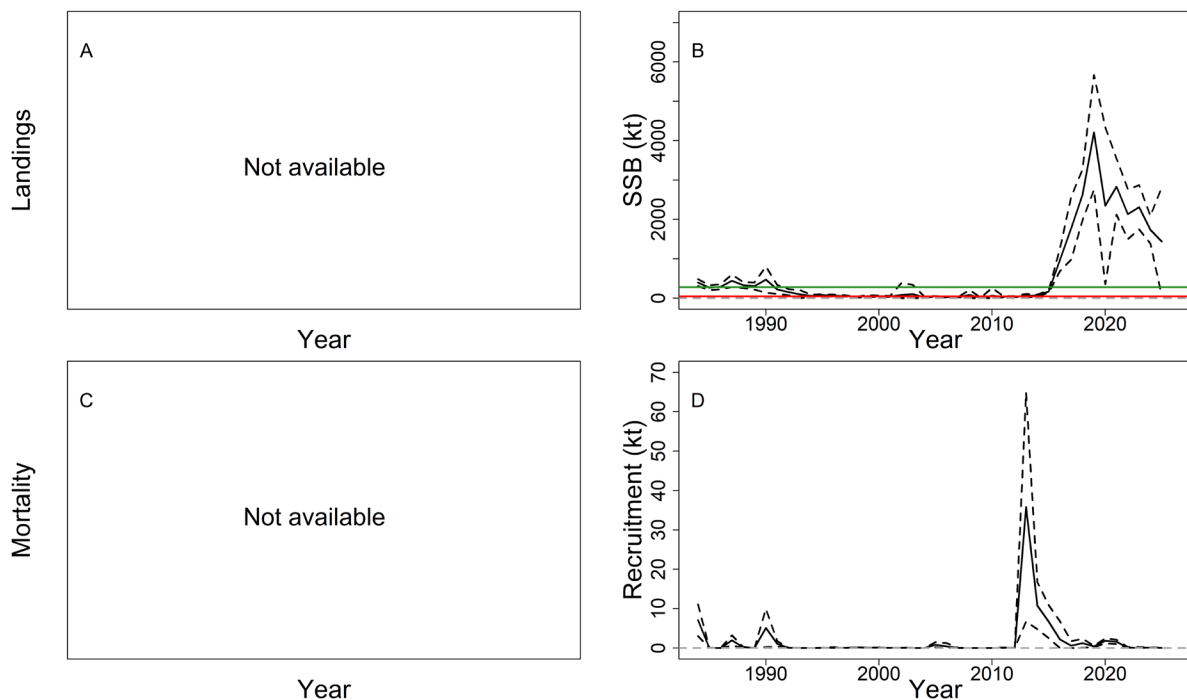 A
Not available
Landings
Year
B
SSB (kt)
0
2000
4000
6000
1990
2000
2010
2020
Year
C
Not available
Mortality
Year
D
Recruitment (kt)
0
10
20
30
40
50
60
70
1990
2000
2010
2020
Year